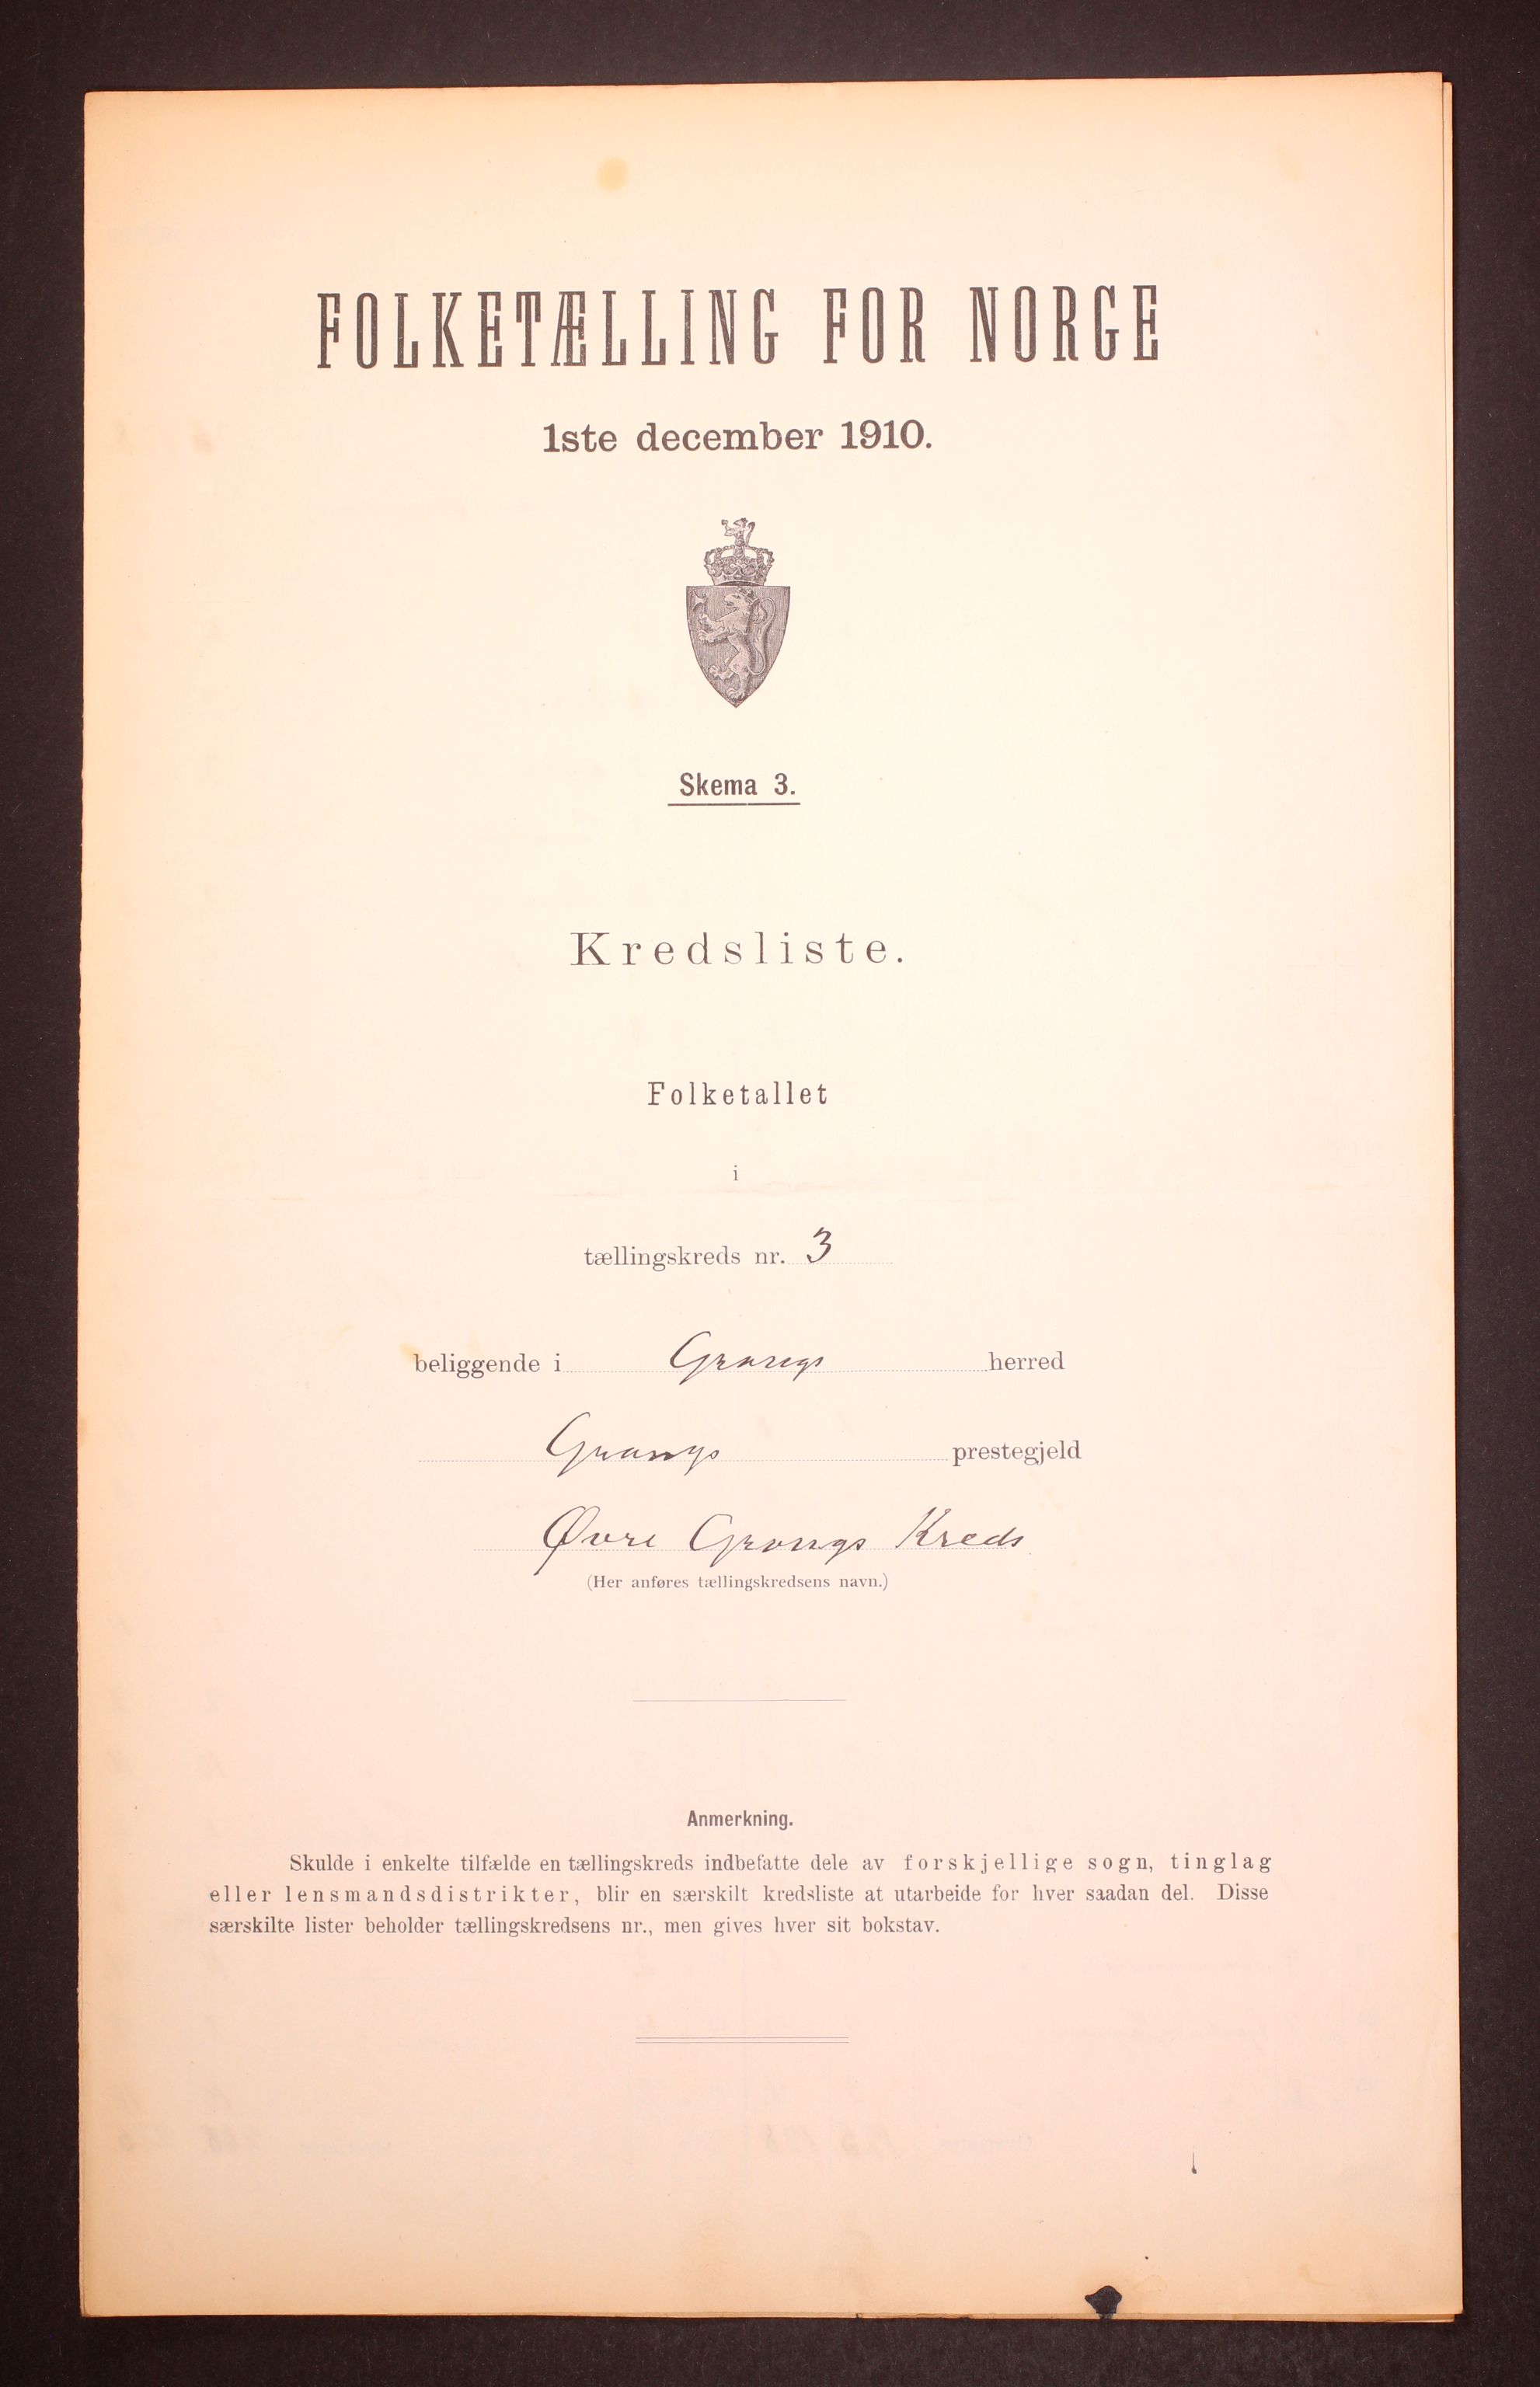 FOLKETÆLLING FOR NORGE
1ste december 1910.
Skema 3.
Kredsliste.
Folketallet
i
tællingskreds nr. 3
beliggende i Grongs herred
Grongs prestegjeld
Øvre Grongs Kreds
(Her anføres tællingskredsens navn.)
Anmerkning.
Skulde i enkelte tilfælde en tællingskreds indbefatte dele av forskjellige sogn, tinglag
eller lensmandsdistrikter, blir en særskilt kredsliste at utarbeide for hver saadan del. Disse
særskilte lister beholder tællingskredsens nr., men gives hver sit bokstav.